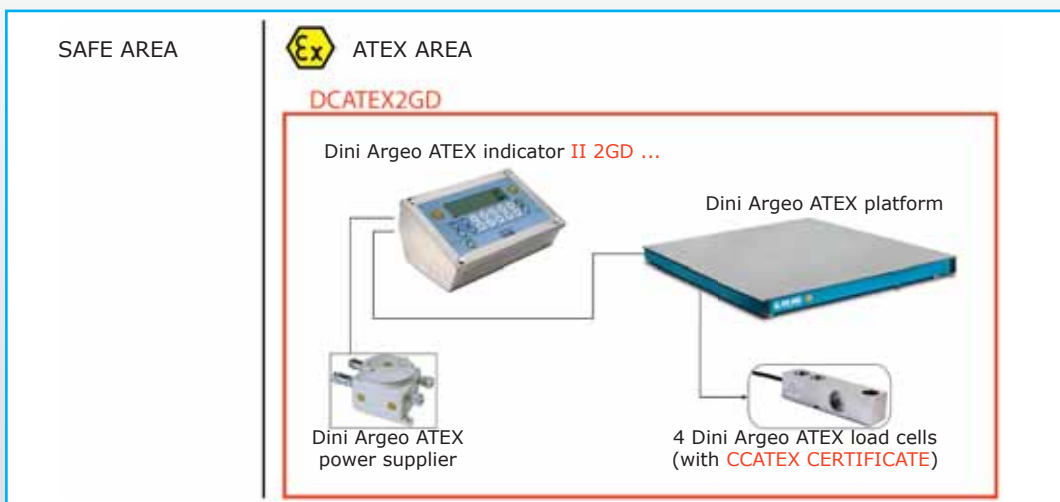 SAFE AREA
Ex ATEX AREA
DCATEX2GD
Dini Argeo ATEX indicator II 2GD ...
Dini Argeo ATEX platform
Dini Argeo ATEX
power supplier
4 Dini Argeo ATEX load cells
(with CCATEX CERTIFICATE)